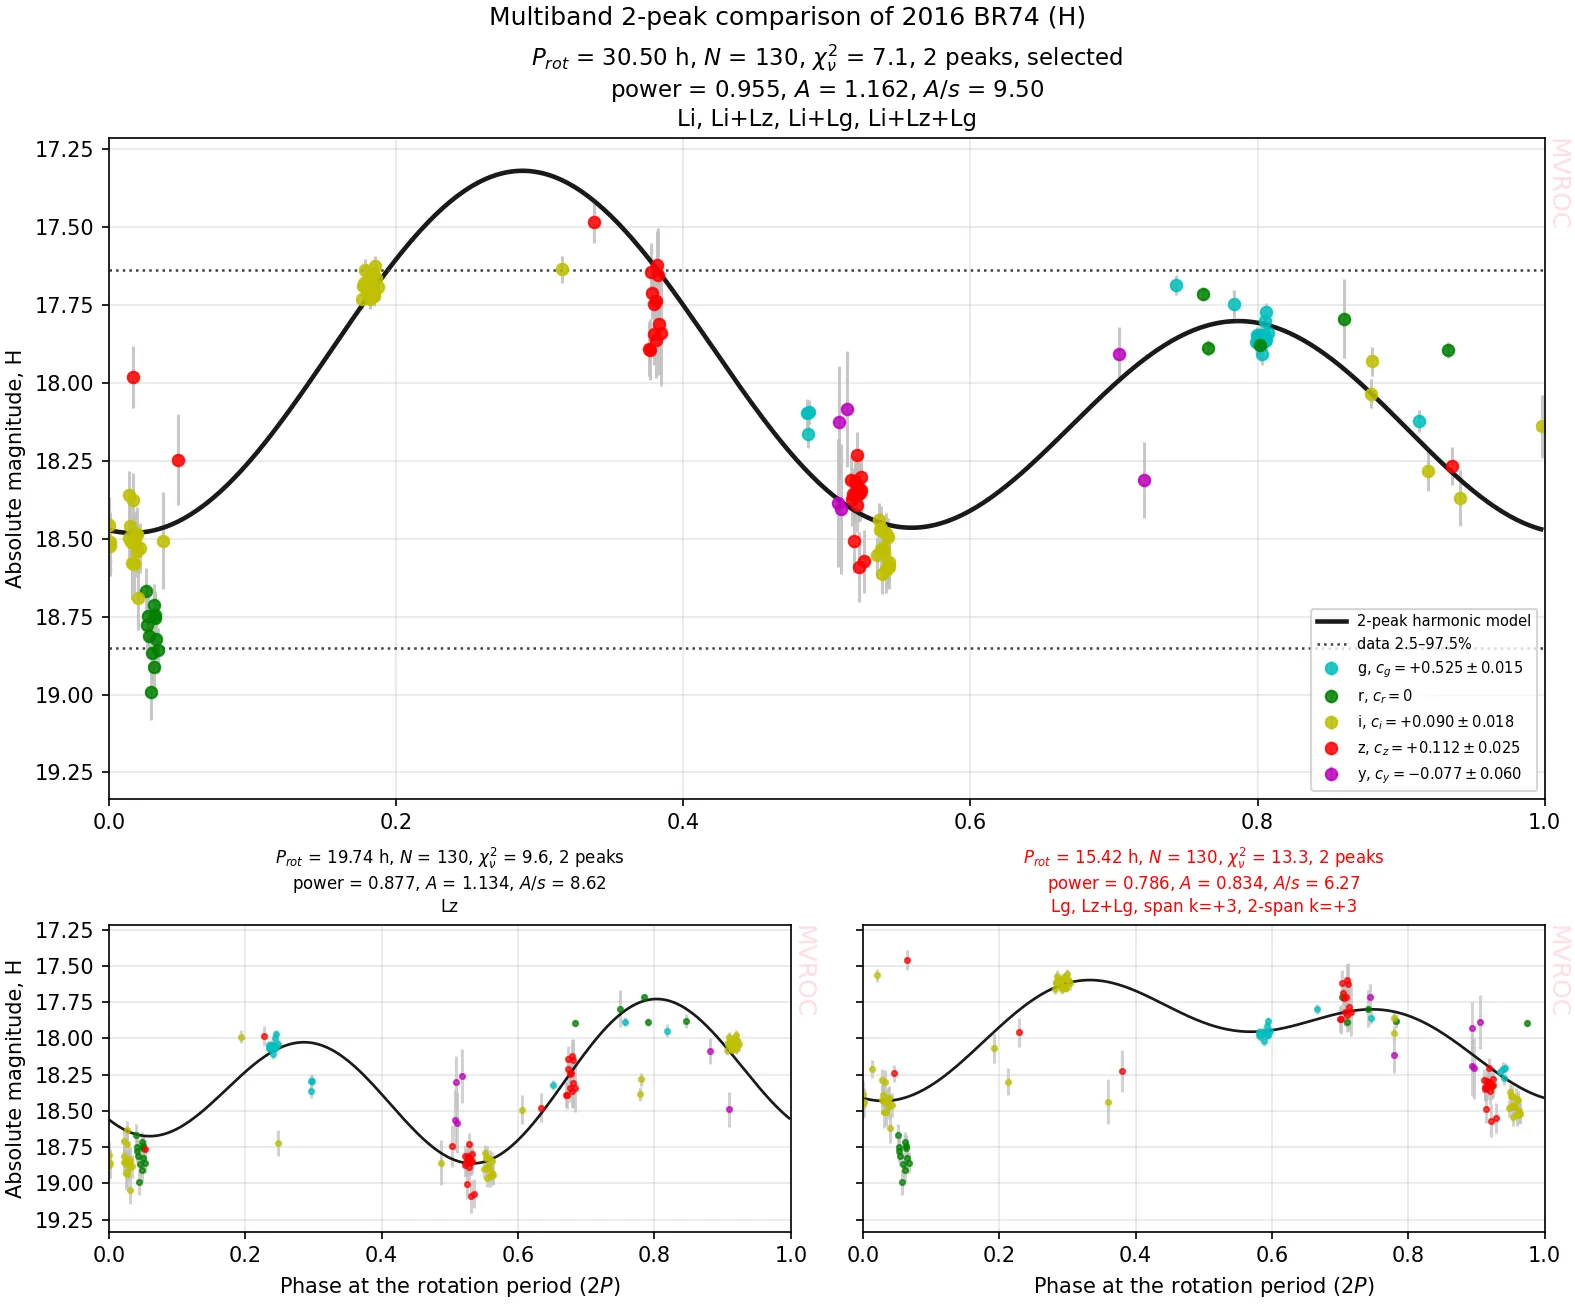 Multiband 2-peak comparison of 2016 BR74 (H)
P_rot = 30.50 h, N = 130, χ²_ν = 7.1, 2 peaks, selected
power = 0.955, A = 1.162, A/s = 9.50
Li, Li+Lz, Li+Lg, Li+Lz+Lg
MVROC
Absolute magnitude, H
17.25
17.50
17.75
18.00
18.25
18.50
18.75
19.00
19.25
2-peak harmonic model
data 2.5–97.5%
g, c_g = +0.525 ± 0.015
r, c_r = 0
i, c_i = +0.090 ± 0.018
z, c_z = +0.112 ± 0.025
y, c_y = −0.077 ± 0.060
0.0 0.2 0.4 0.6 0.8 1.0
P_rot = 19.74 h, N = 130, χ²_ν = 9.6, 2 peaks
power = 0.877, A = 1.134, A/s = 8.62
Lz
MVROC
Absolute magnitude, H
17.25
17.50
17.75
18.00
18.25
18.50
18.75
19.00
19.25
0.0 0.2 0.4 0.6 0.8 1.0
Phase at the rotation period (2P)
P_rot = 15.42 h, N = 130, χ²_ν = 13.3, 2 peaks
power = 0.786, A = 0.834, A/s = 6.27
Lg, Lz+Lg, span k=+3, 2-span k=+3
MVROC
0.0 0.2 0.4 0.6 0.8 1.0
Phase at the rotation period (2P)